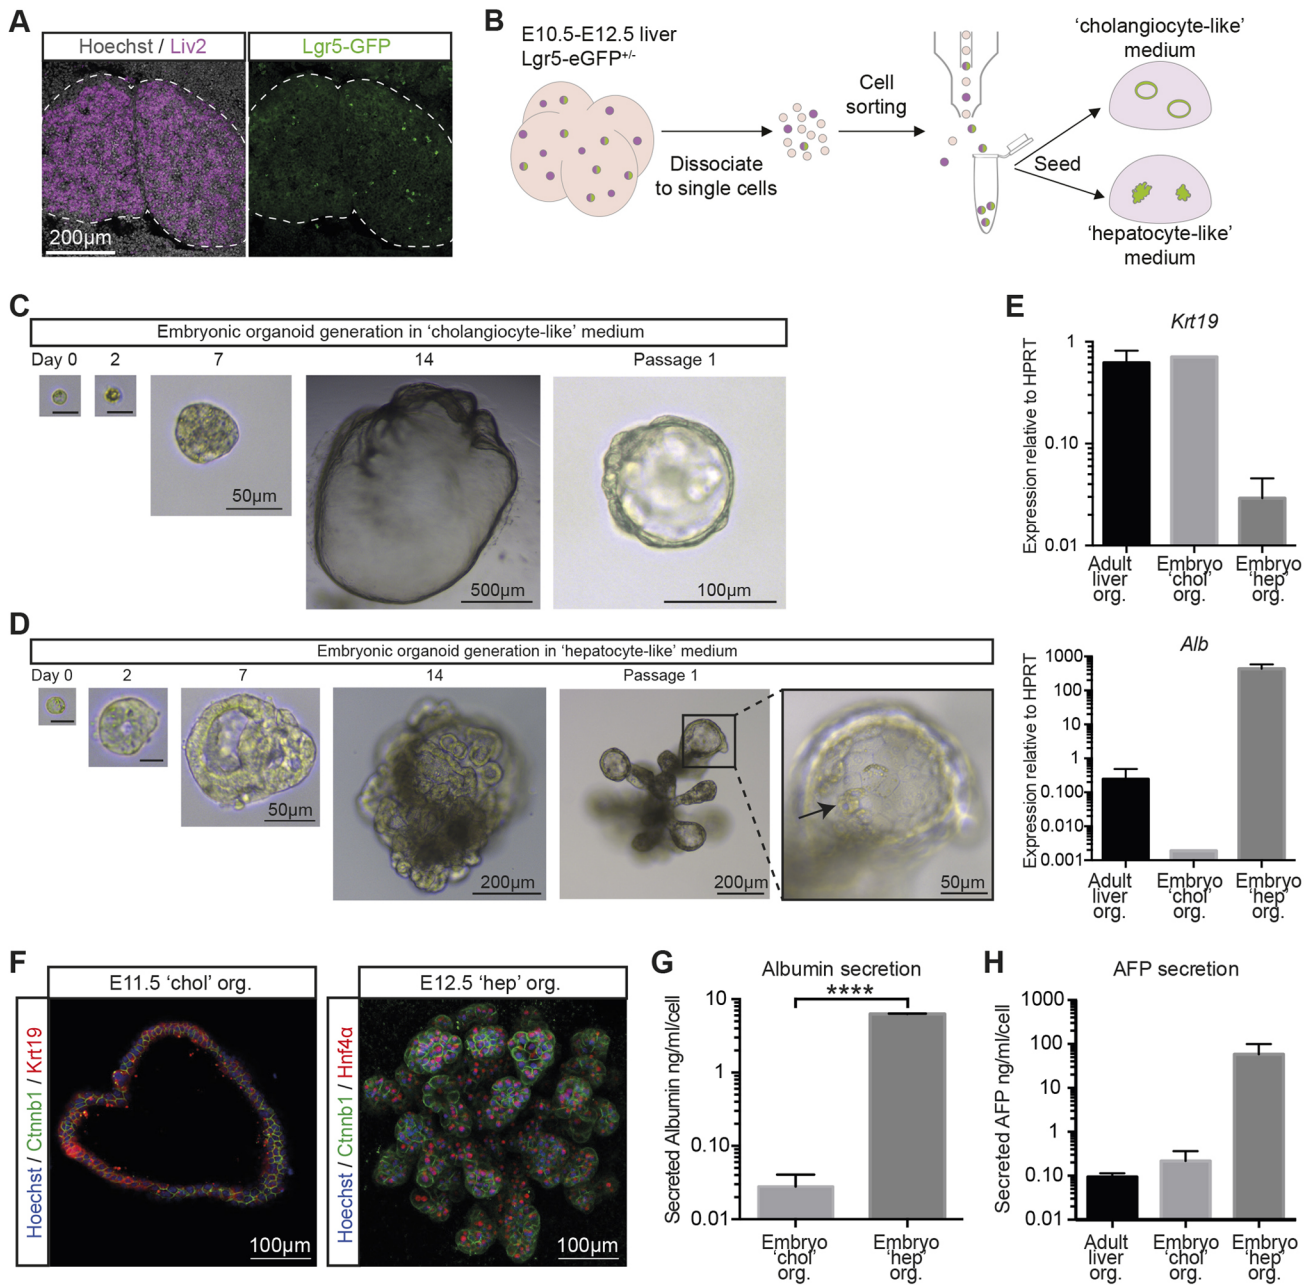 A
Hoechst / Liv2
Lgr5-GFP
200µm
B
E10.5-E12.5 liver
Lgr5-eGFP+/-
Dissociate
to single cells
Cell
sorting
Seed
‘cholangiocyte-like’
medium
‘hepatocyte-like’
medium
C
Embryonic organoid generation in ‘cholangiocyte-like’ medium
Day 0
2
7
14
Passage 1
50µm
500µm
100µm
D
Embryonic organoid generation in ‘hepatocyte-like’ medium
Day 0
2
7
14
Passage 1
50µm
200µm
200µm
50µm
E
Krt19
Expression relative to HPRT
1
0.10
0.01
Adult
liver
org.
Embryo
‘chol’
org.
Embryo
‘hep’
org.
Alb
Expression relative to HPRT
1000
100
10
1
0.100
0.010
0.001
Adult
liver
org.
Embryo
‘chol’
org.
Embryo
‘hep’
org.
F
E11.5 ‘chol’ org.
Hoechst / Ctnnb1 / Krt19
100µm
E12.5 ‘hep’ org.
Hoechst / Ctnnb1 / Hnf4α
100µm
G
Albumin secretion
****
Secreted Albumin ng/ml/cell
10
1
0.10
0.01
Embryo
‘chol’
org.
Embryo
‘hep’
org.
H
AFP secretion
Secreted AFP ng/ml/cell
1000
100
10
1
0.10
0.01
Adult
liver
org.
Embryo
‘chol’
org.
Embryo
‘hep’
org.